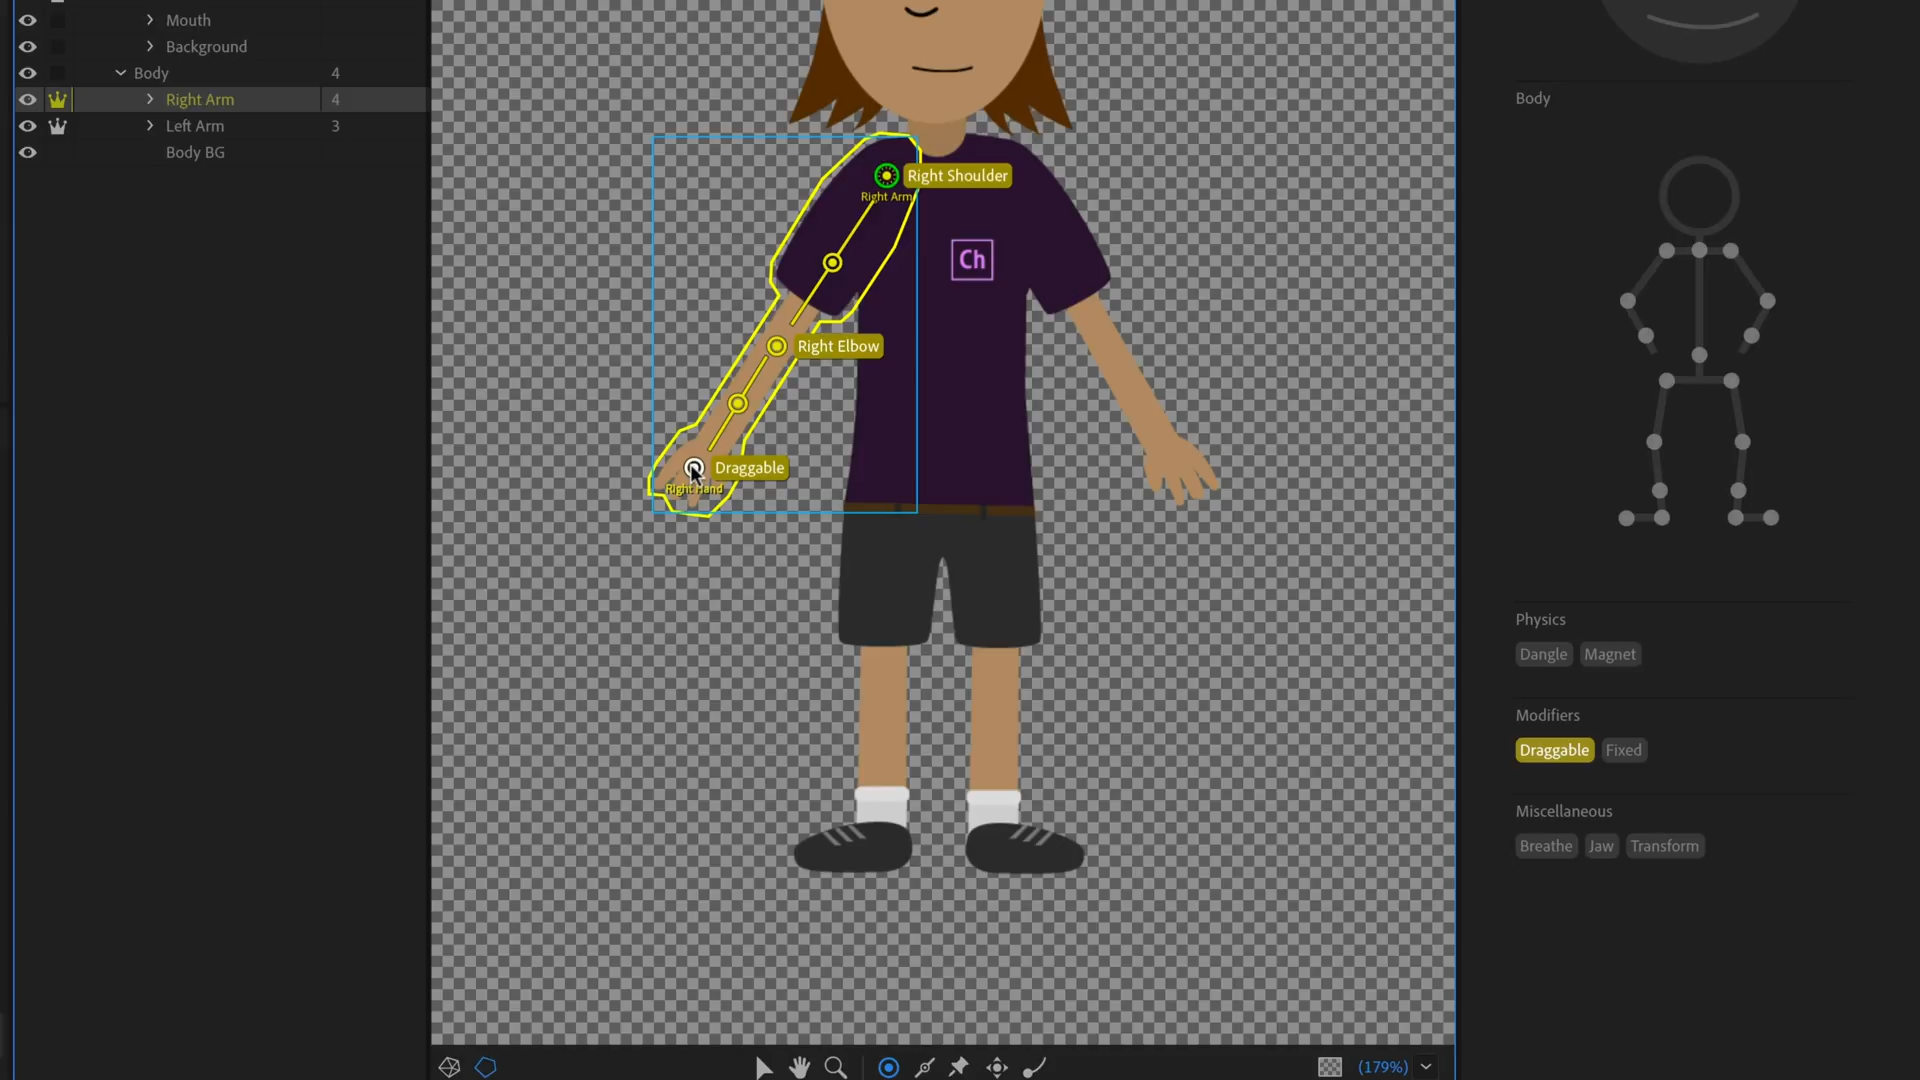 Mouth
Background
Body 4
Right Arm 4
Left Arm 3
Body BG
Right Shoulder
Right Arm
Ch
Right Elbow
Draggable
Right Hand
(179%)
Body
Physics
Dangle Magnet
Modifiers
Draggable Fixed
Miscellaneous
Breathe Jaw Transform